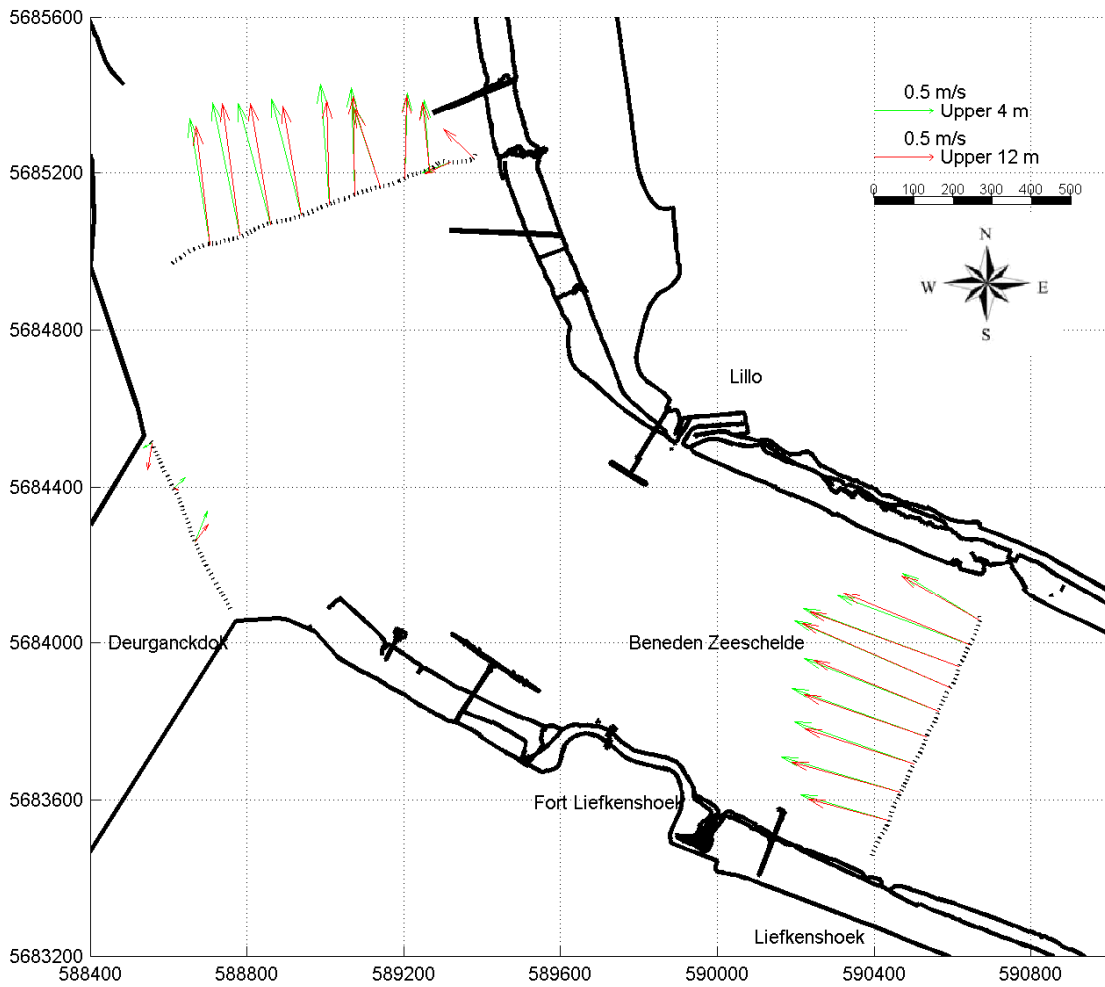 5685600
5685200
5684800
5684400
5684000
5683600
5683200
588400
588800
589200
589600
590000
590400
590800
0.5 m/s
Upper 4 m
0.5 m/s
Upper 12 m
0 100 200 300 400 500
N
W E
S
Lillo
Deurganckdok
Beneden Zeeschelde
Fort Liefkenshoek
Liefkenshoek